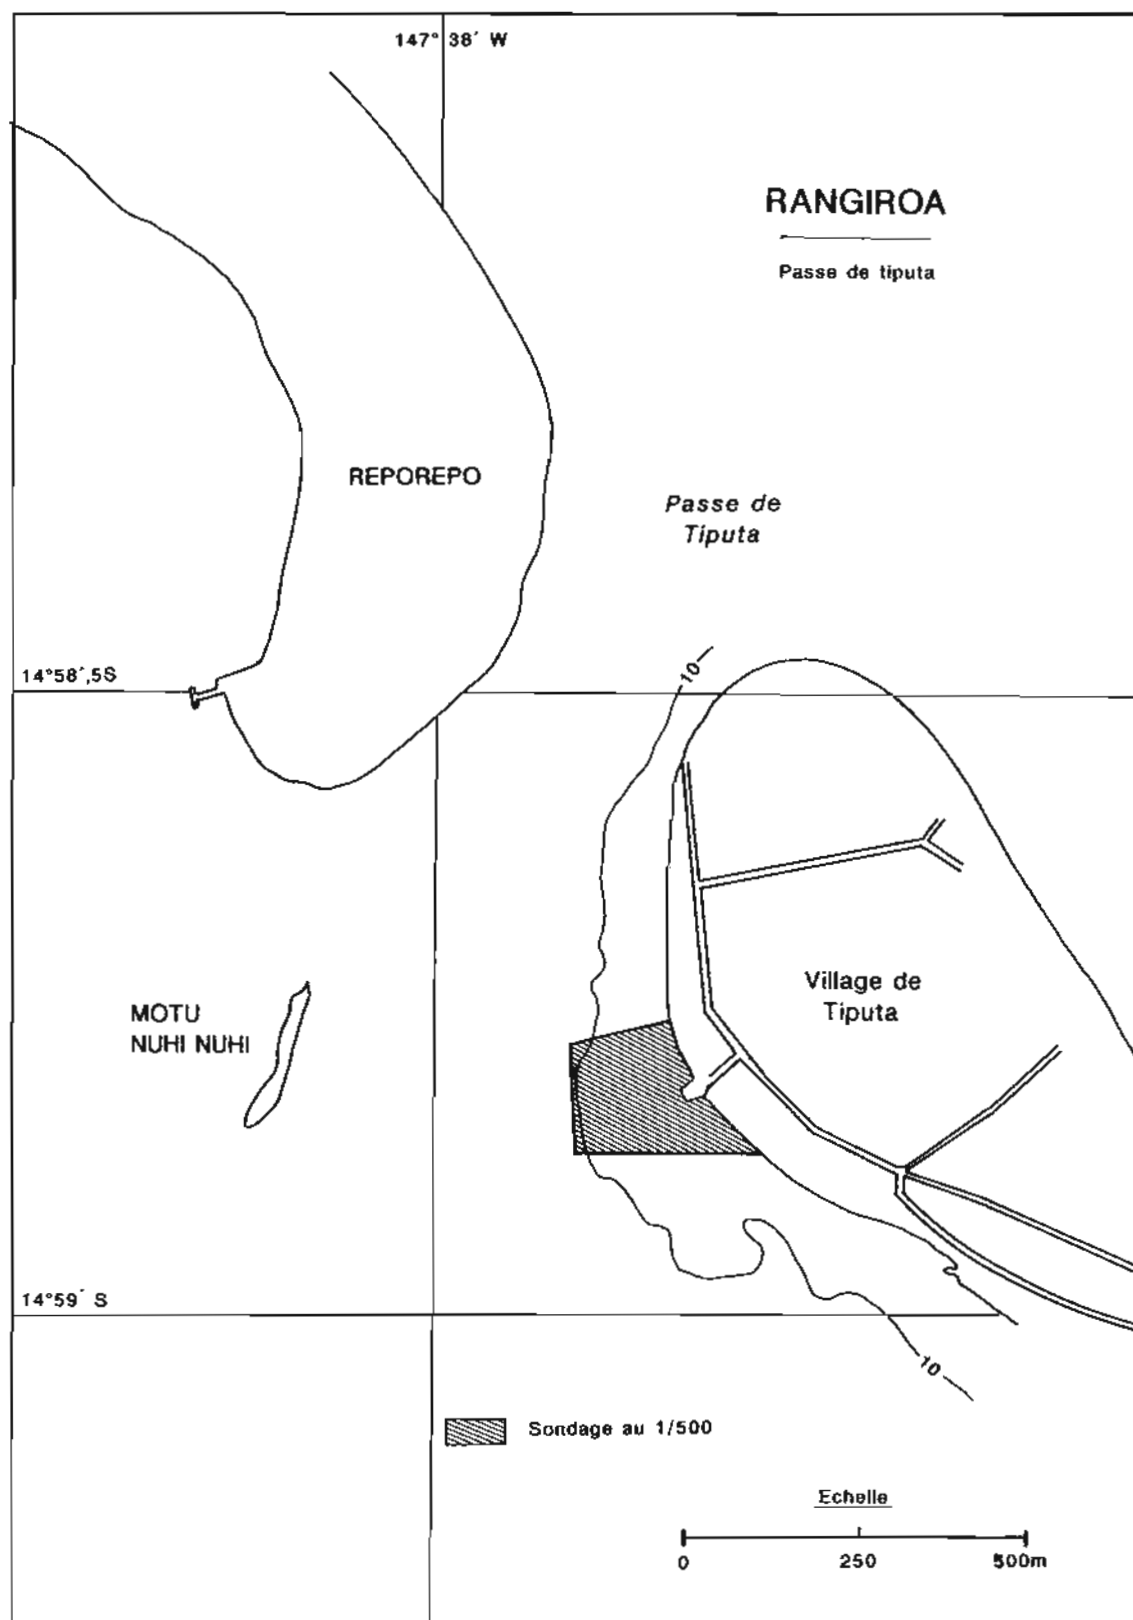 147° 38′ W
RANGIROA
Passe de tiputa
REPOREPO
Passe de
Tiputa
10
14°58′,5S
Village de
Tiputa
MOTU
NUHI NUHI
14°59′ S
10
Sondage au 1/500
Echelle
0 250 500m